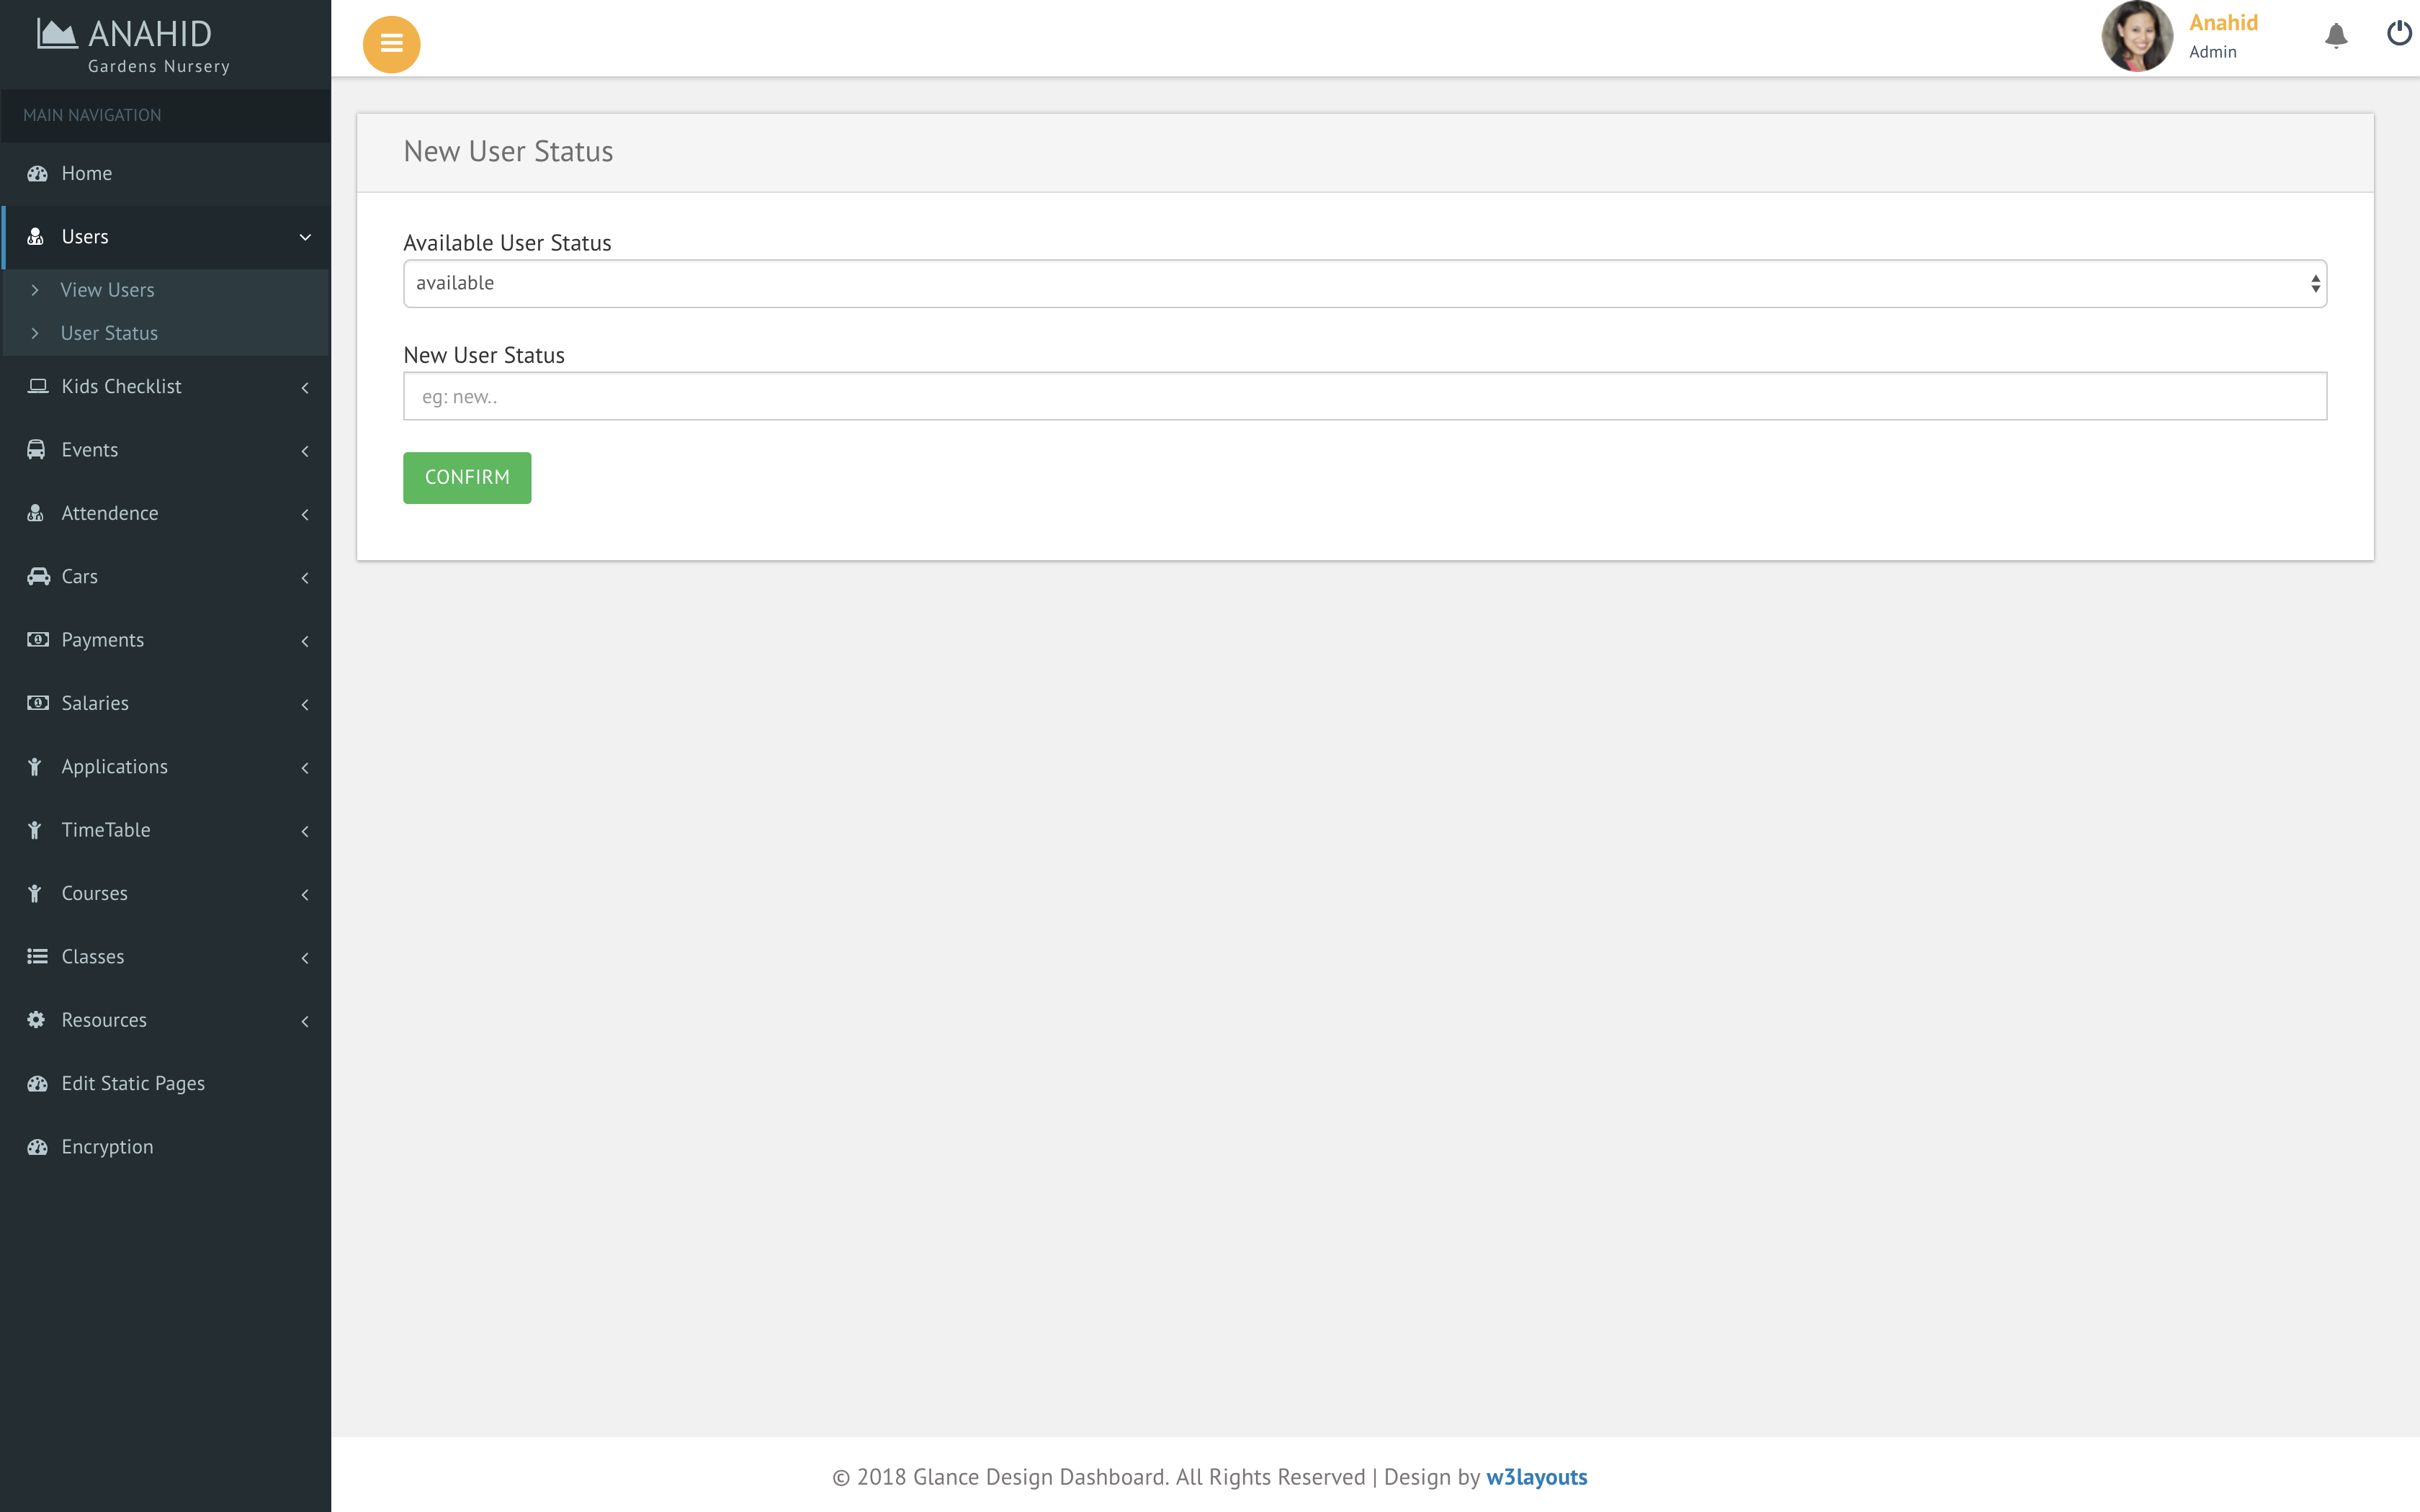 ANAHID
Gardens Nursery
MAIN NAVIGATION
Home
Users
View Users
User Status
Kids Checklist
Events
Attendence
Cars
Payments
Salaries
Applications
TimeTable
Courses
Classes
Resources
Edit Static Pages
Encryption
Anahid
Admin
New User Status
Available User Status
available
New User Status
eg: new..
CONFIRM
© 2018 Glance Design Dashboard. All Rights Reserved | Design by w3layouts